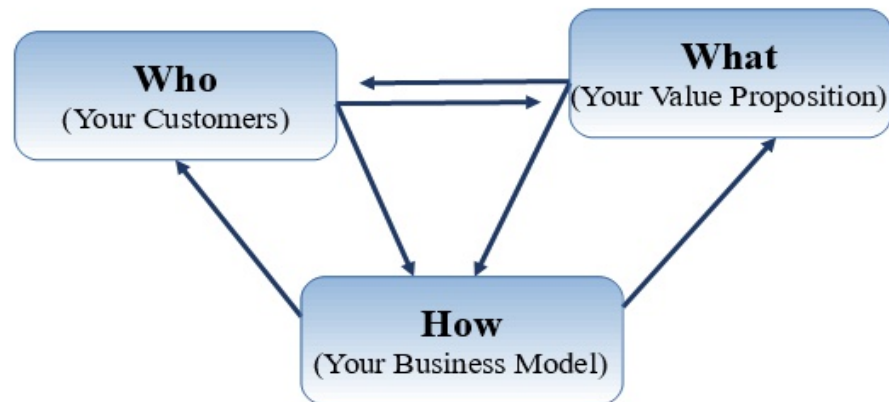 Who
(Your Customers)
What
(Your Value Proposition)
How
(Your Business Model)